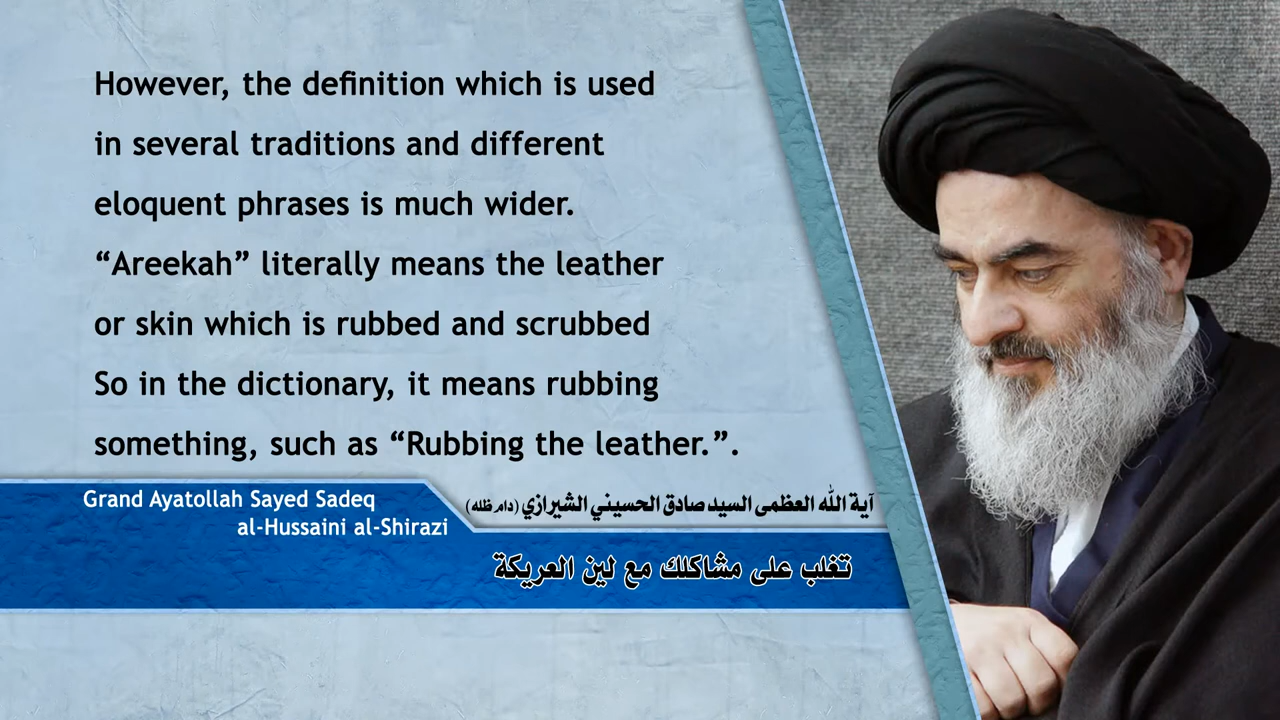 However, the definition which is used
in several traditions and different
eloquent phrases is much wider.
“Areekah” literally means the leather
or skin which is rubbed and scrubbed
So in the dictionary, it means rubbing
something, such as “Rubbing the leather.”.
Grand Ayatollah Sayed Sadeq
al-Hussaini al-Shirazi
آية الله العظمى السيد صادق الحسيني الشيرازي (دام ظله)
تغلب على مشاكلك مع لين العريكة